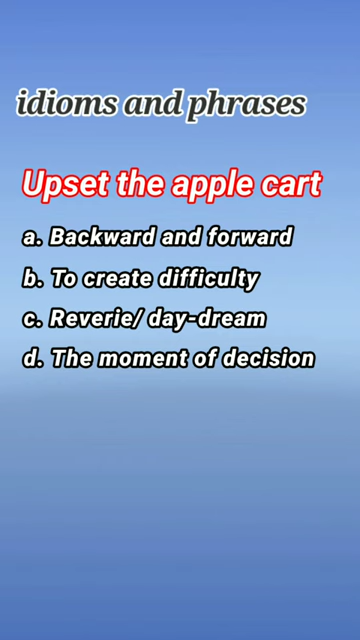 idioms and phrases
Upset the apple cart
a. Backward and forward
b. To create difficulty
c. Reverie/ day-dream
d. The moment of decision